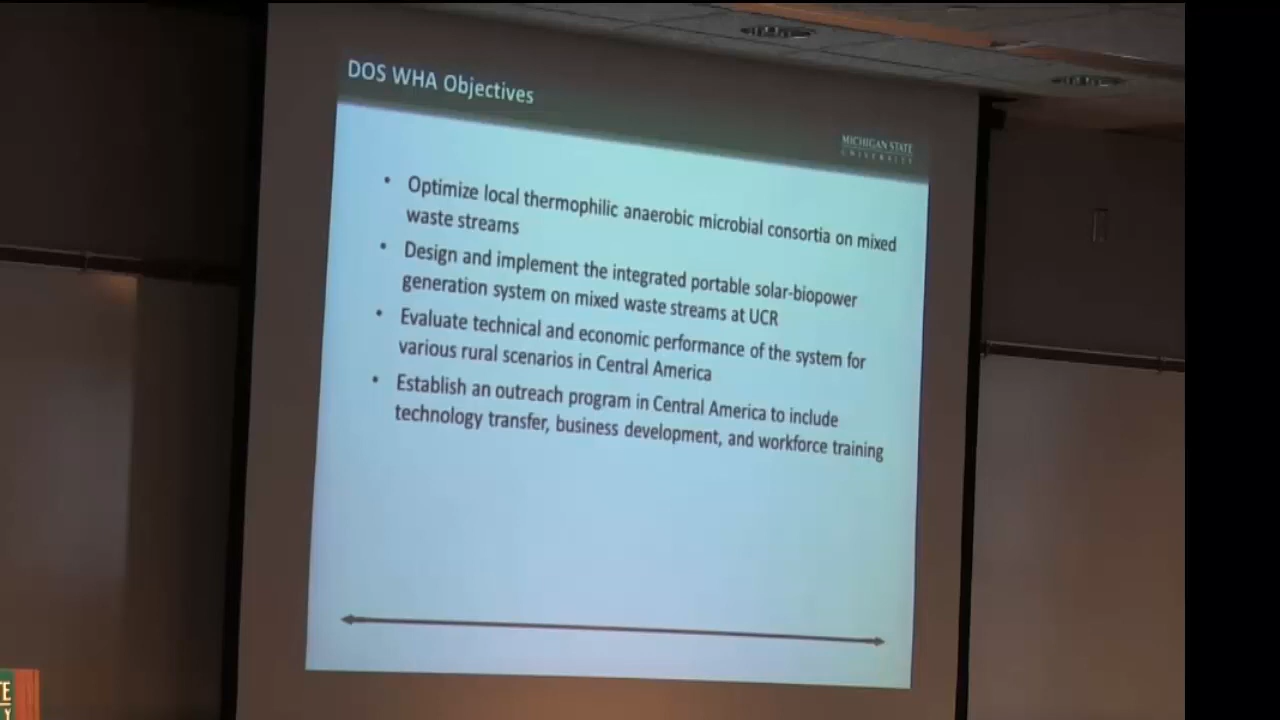 DOS WHA Objectives
MICHIGAN STATE
UNIVERSITY
• Optimize local thermophilic anaerobic microbial consortia on mixed
waste streams
• Design and implement the integrated portable solar-biopower
generation system on mixed waste streams at UCR
• Evaluate technical and economic performance of the system for
various rural scenarios in Central America
• Establish an outreach program in Central America to include
technology transfer, business development, and workforce training